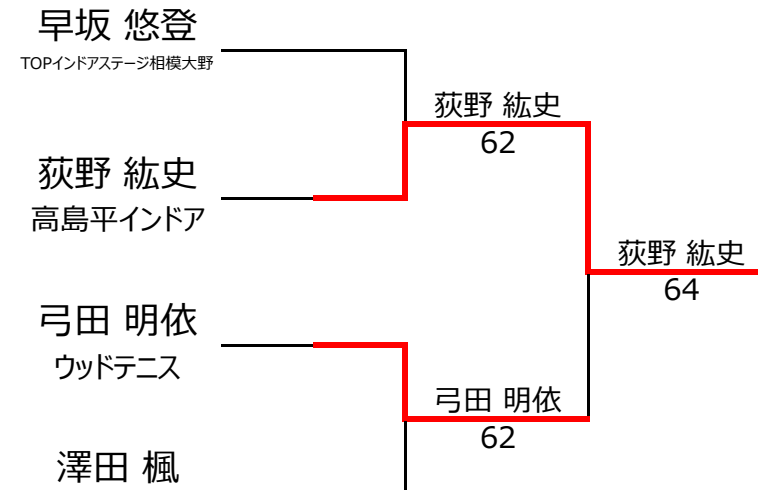 早坂 悠登
TOPインドアステージ相模大野
荻野 紘史
62
荻野 紘史
高島平インドア
荻野 紘史
64
弓田 明依
ウッドテニス
弓田 明依
62
澤田 楓